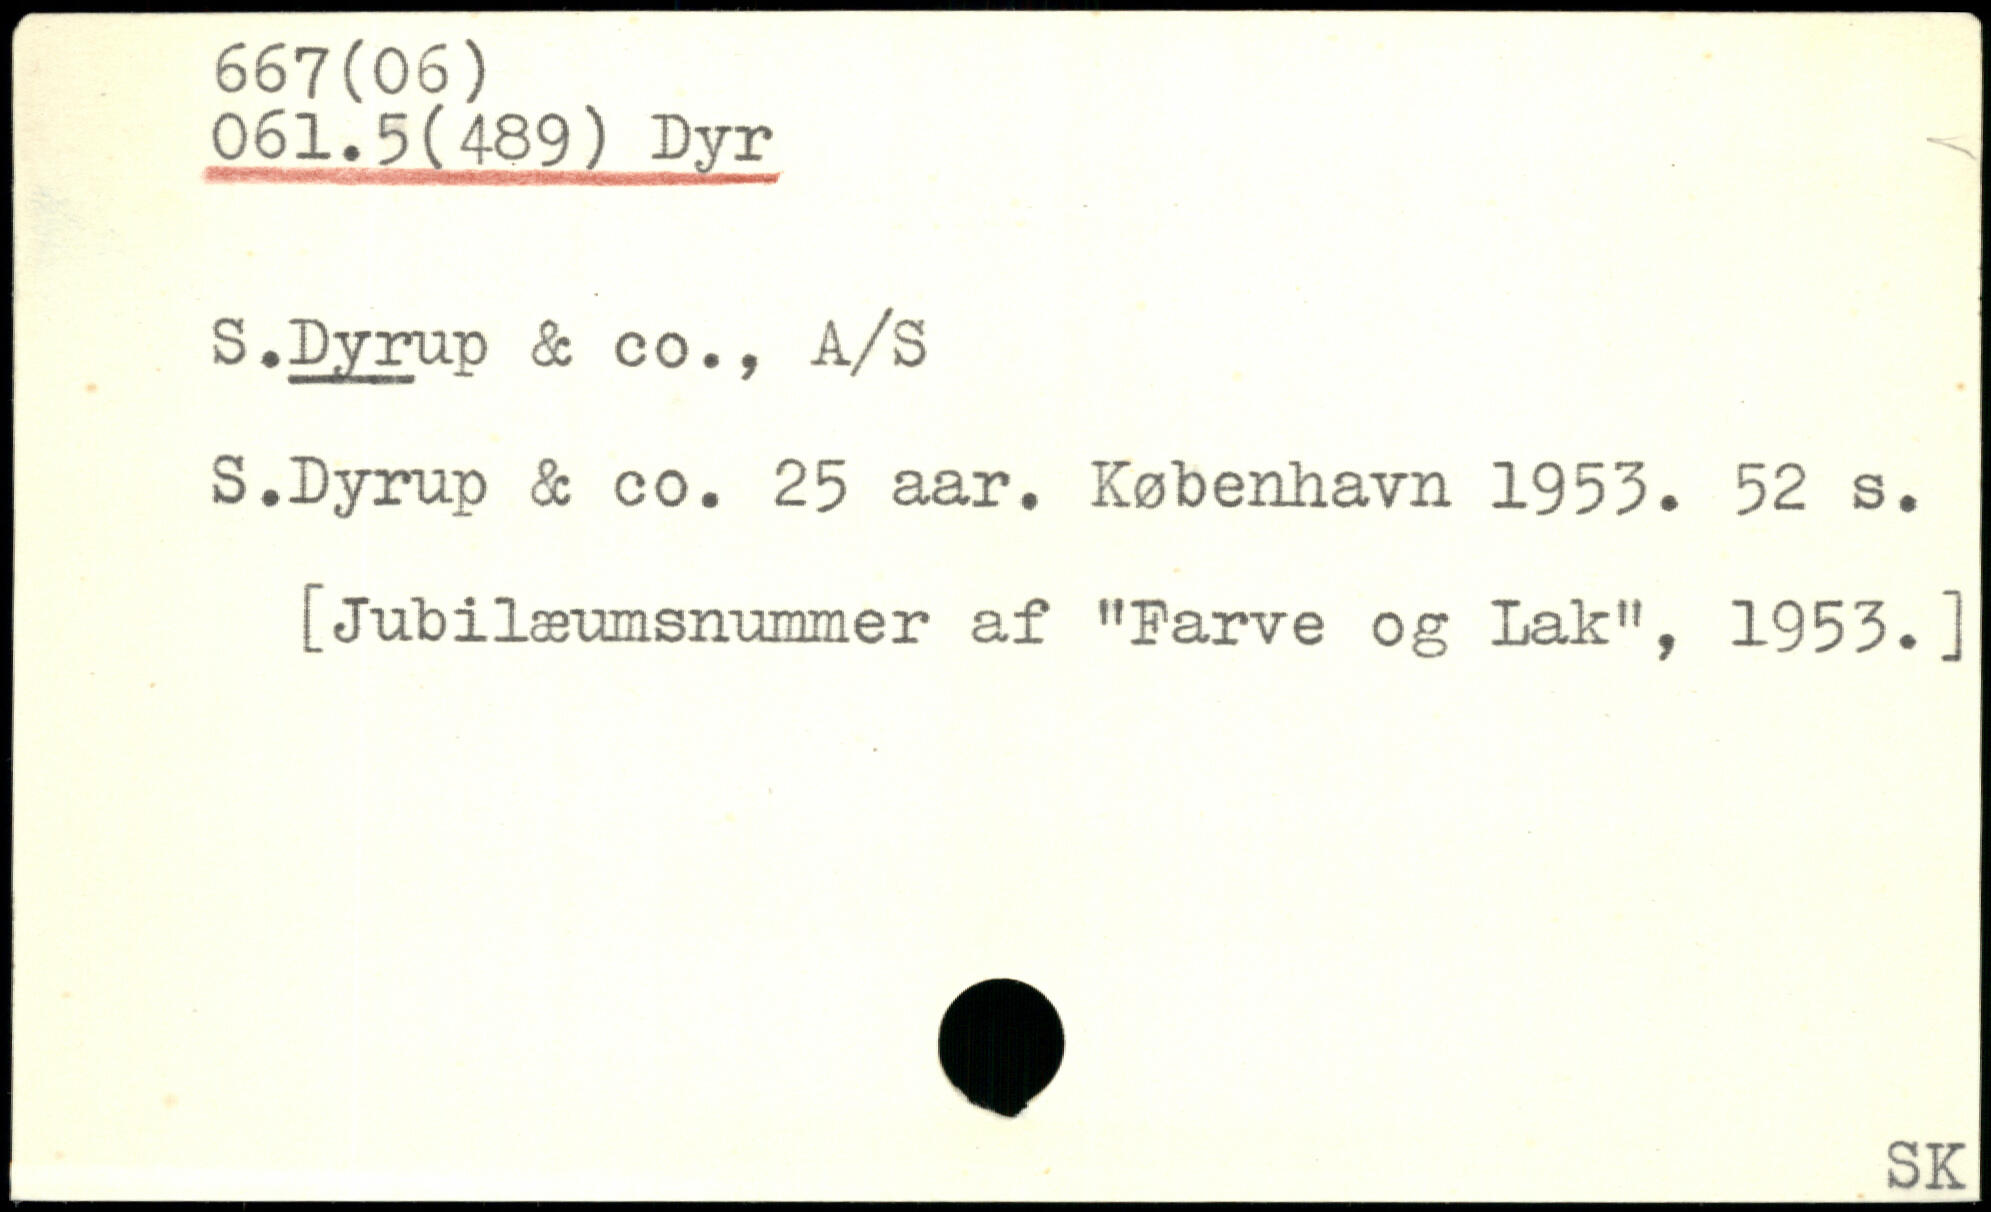 667(06)
061.5(489) Dyr
S.Dyrup & co., A/S
S.Dyrup & co. 25 aar. København 1953. 52 s.
[Jubilæumsnummer af "Farve og Lak", 1953.]
SK